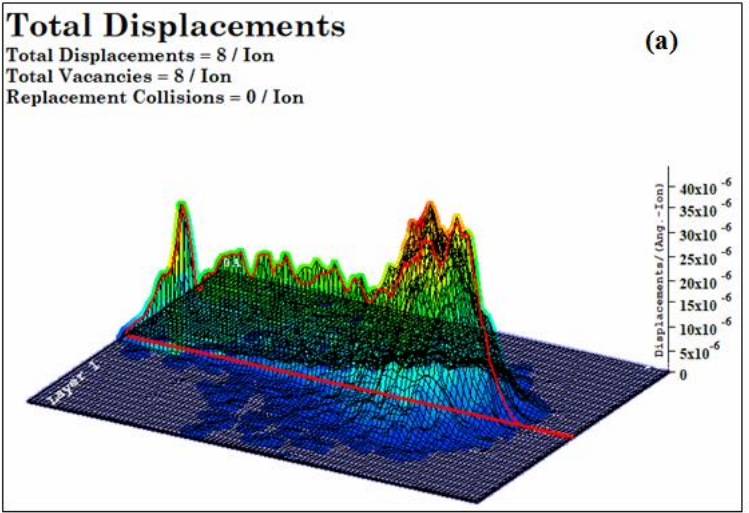 Total Displacements
Total Displacements = 8 / Ion
Total Vacancies = 8 / Ion
Replacement Collisions = 0 / Ion
(a)
40x10 -6
35x10 -6
30x10 -6
25x10 -6
20x10 -6
15x10 -6
10x10 -6
5x10-6
0
Displacements/(Ang.-Ion)
Layer 1